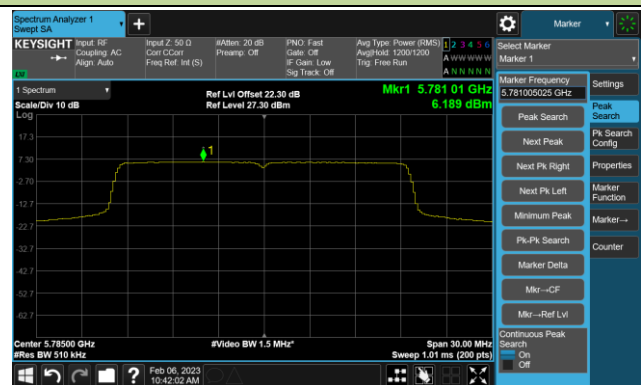 Spectrum Analyzer 1
Swept SA
Marker
KEYSIGHT
Input: RF
Coupling: AC
Align: Auto
Input Z: 50 Ω
Corr CCorr
Freq Ref: Int (S)
#Atten: 20 dB
Preamp: Off
PNO: Fast
Gate: Off
IF Gain: Low
Sig Track: Off
Avg Type: Power (RMS)
Avg|Hold: 1200/1200
Trig: Free Run
1 2 3 4 5 6
A W W W W W
A N N N N N
LW
Select Marker
Marker 1
1 Spectrum
Scale/Div 10 dB
Ref Lvl Offset 22.30 dB
Ref Level 27.30 dBm
Mkr1 5.781 01 GHz
6.189 dBm
Log
17.3
7.30
-2.70
-12.7
-22.7
-32.7
-42.7
-52.7
-62.7
1
Center 5.78500 GHz
#Res BW 510 kHz
#Video BW 1.5 MHz*
Span 30.00 MHz
Sweep 1.01 ms (200 pts)
Marker Frequency
5.781005025 GHz
Peak Search
Next Peak
Next Pk Right
Next Pk Left
Minimum Peak
Pk-Pk Search
Marker Delta
Mkr→CF
Mkr→Ref Lvl
Continuous Peak
Search
On
Off
Settings
Peak
Search
Pk Search
Config
Properties
Marker
Function
Marker→
Counter
Feb 06, 2023
10:42:02 AM